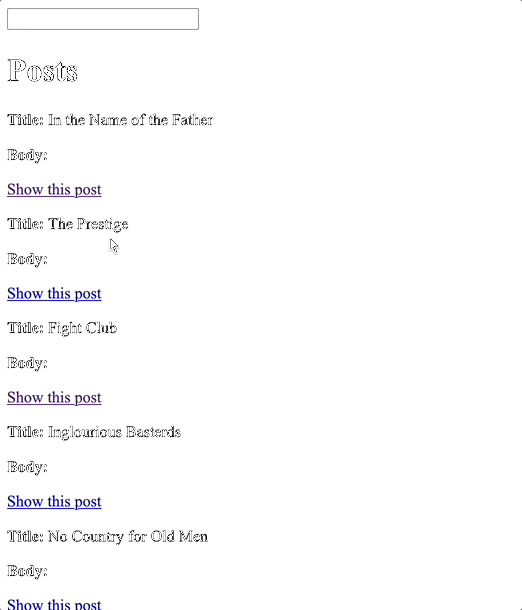 Posts
Title: In the Name of the Father
Body:
Show this post
Title: The Prestige
Body:
Show this post
Title: Fight Club
Body:
Show this post
Title: Inglourious Basterds
Body:
Show this post
Title: No Country for Old Men
Body:
Show this post